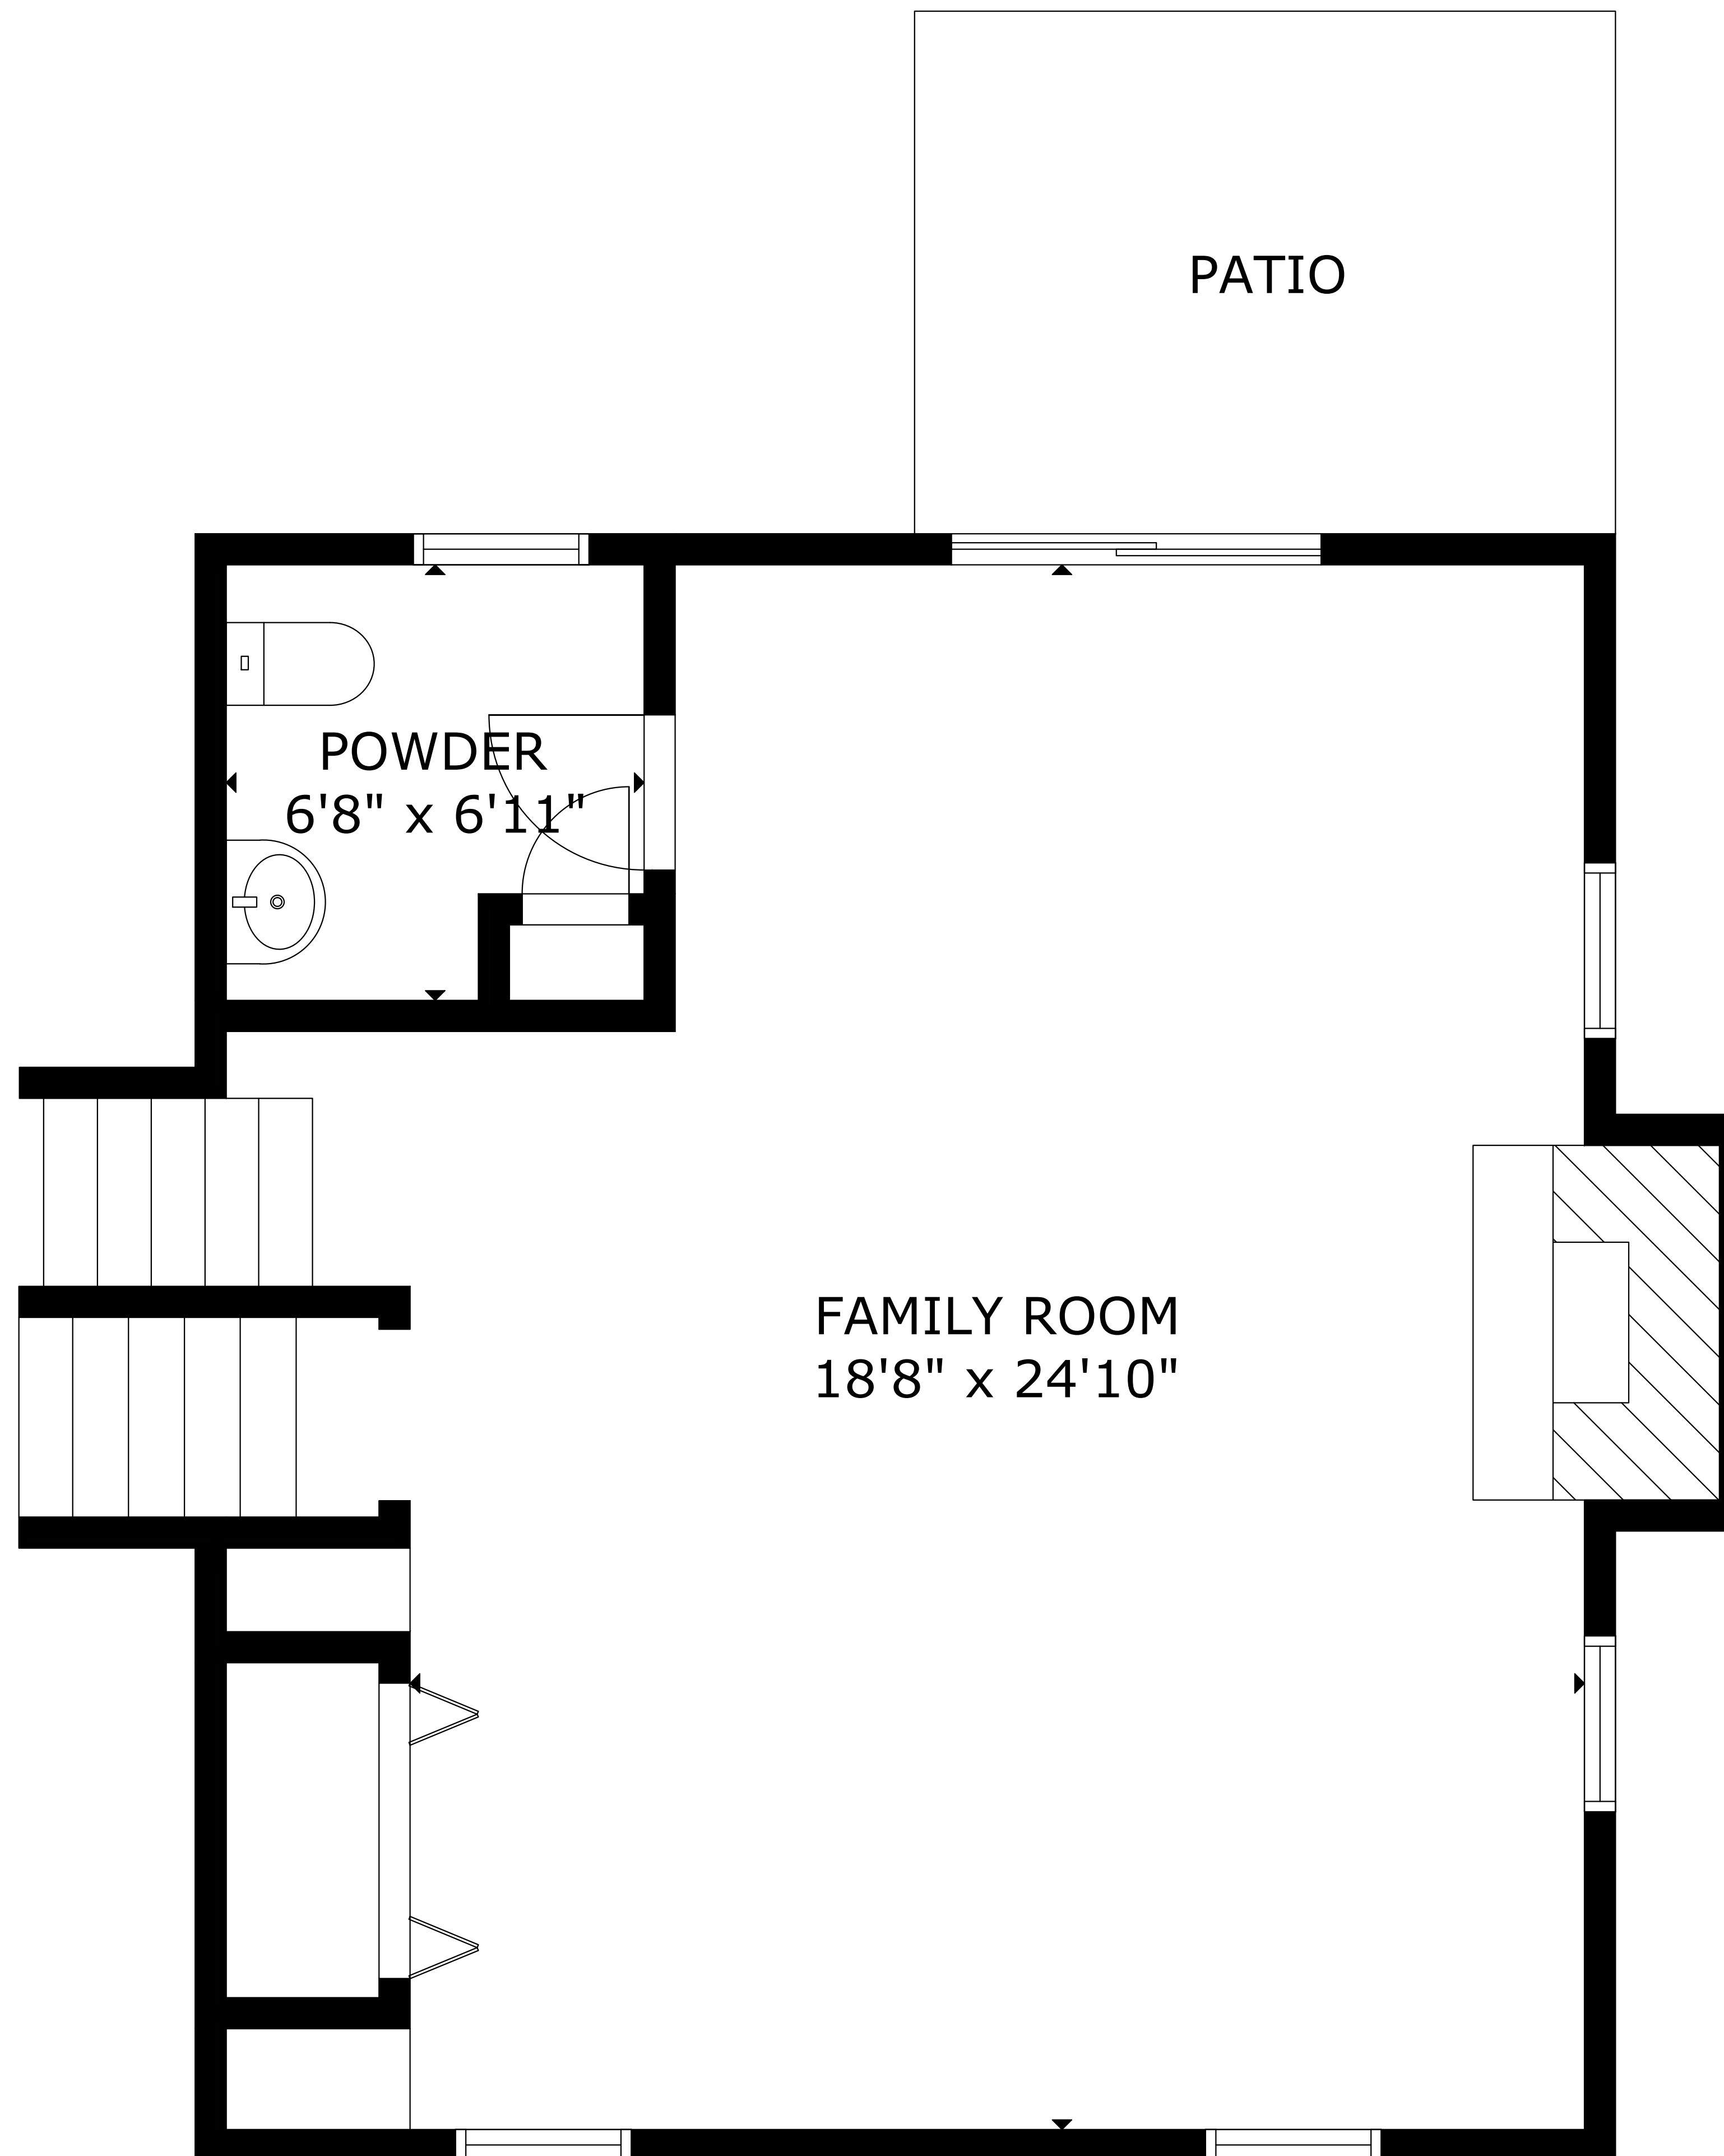 PATIO
POWDER
6'8" x 6'11"
FAMILY ROOM
18'8" x 24'10"